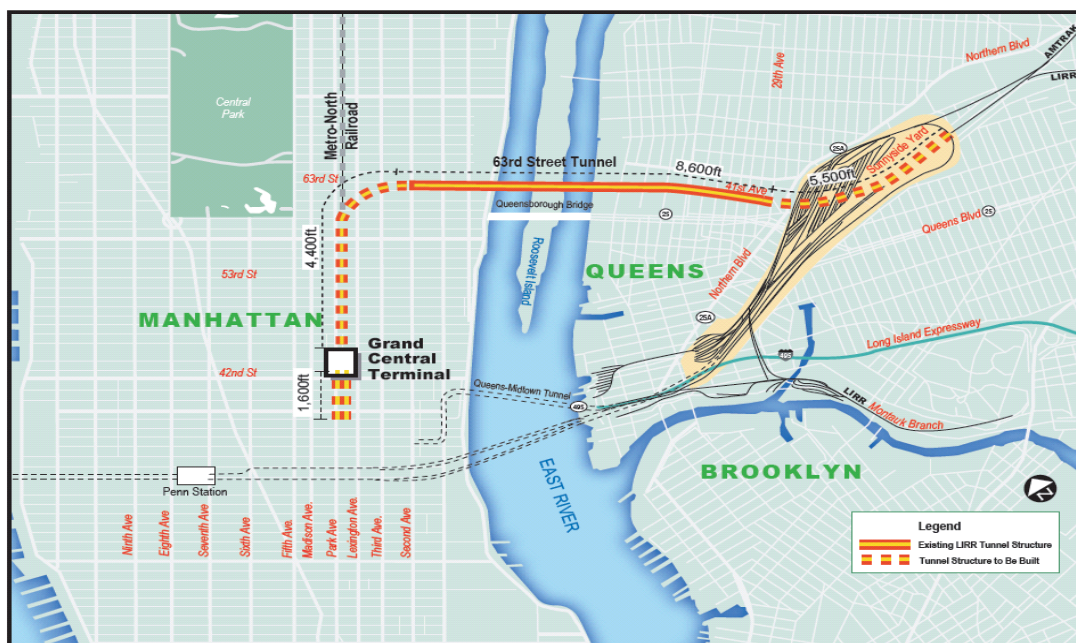 Central
Park
Metro-North
Railroad
Northern Blvd
AMTRAK
LIRR
29th Ave
25A
Sunnyside Yard
63rd Street Tunnel
8,600ft
5,500ft
63rd St
41st Ave
Queensborough Bridge
25
Queens Blvd
25
4,400ft.
Roosevelt Island
QUEENS
Northern Blvd
53rd St
MANHATTAN
25A
Long Island Expressway
495
Grand
Central
Terminal
42nd St
1,600ft
Queens-Midtown Tunnel
495
LIRR
Montauk Branch
EAST RIVER
BROOKLYN
Penn Station
Ninth Ave
Eighth Ave
Seventh Ave
Sixth Ave
Fifth Ave.
Madison Ave.
Park Ave
Lexington Ave.
Third Ave.
Second Ave
N
Legend
Existing LIRR Tunnel Structure
Tunnel Structure to Be Built